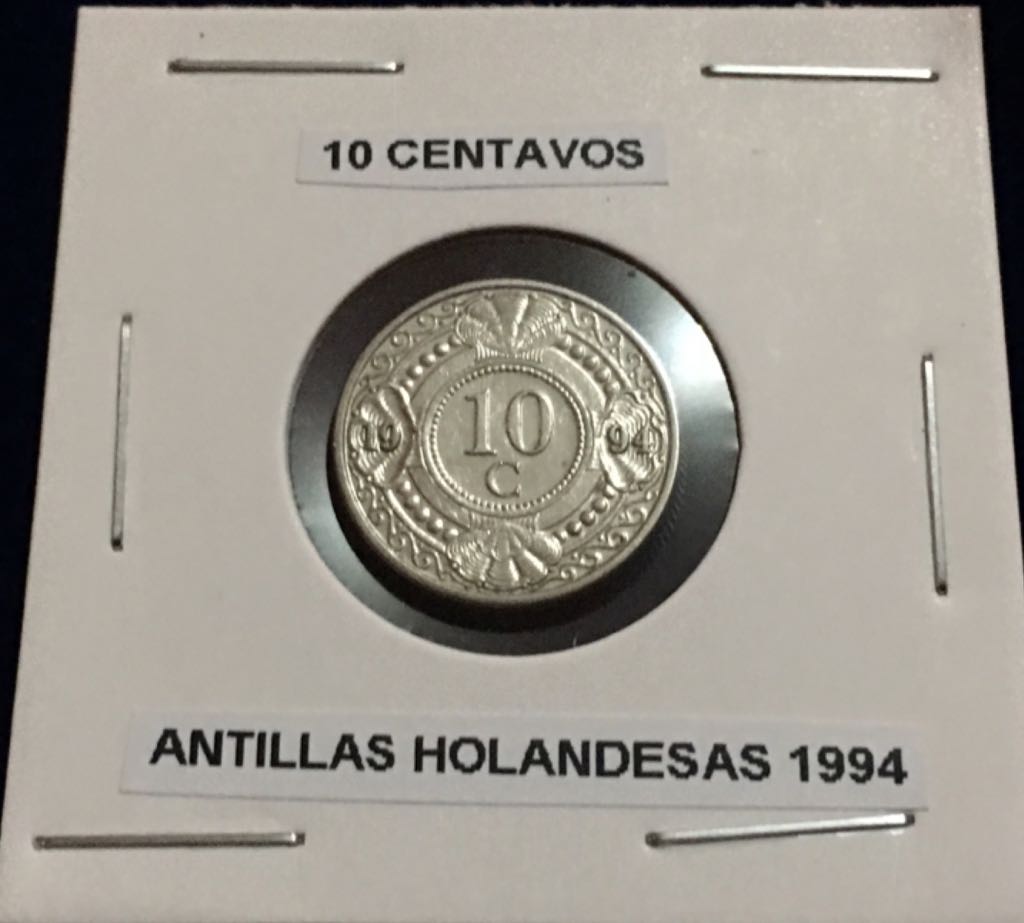 10 CENTAVOS
10
19 94
C
ANTILLAS HOLANDESAS 1994